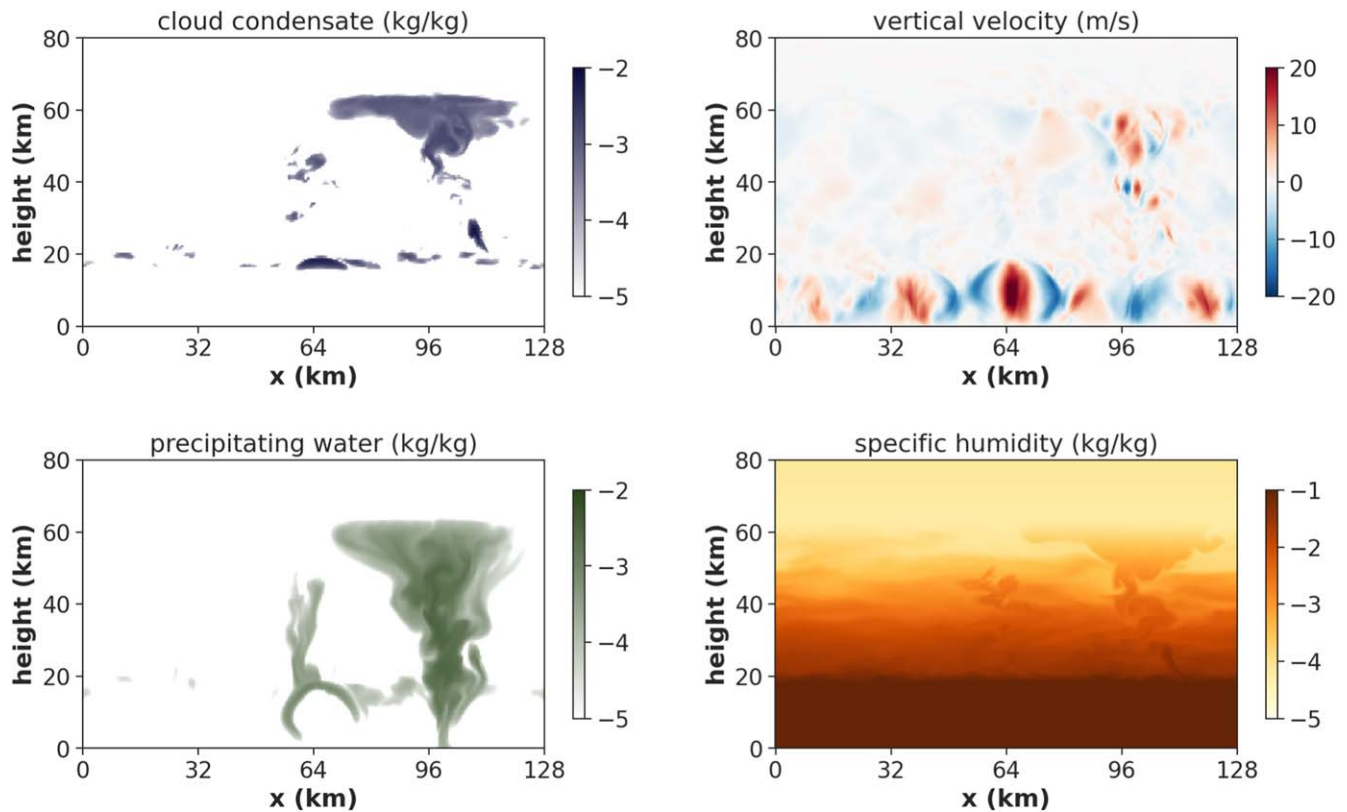 cloud condensate (kg/kg)
80
60
40
20
0
height (km)
0 32 64 96 128
x (km)
−2
−3
−4
−5
vertical velocity (m/s)
80
60
40
20
0
height (km)
0 32 64 96 128
x (km)
20
10
0
−10
−20
precipitating water (kg/kg)
80
60
40
20
0
height (km)
0 32 64 96 128
x (km)
−2
−3
−4
−5
specific humidity (kg/kg)
80
60
40
20
0
height (km)
0 32 64 96 128
x (km)
−1
−2
−3
−4
−5